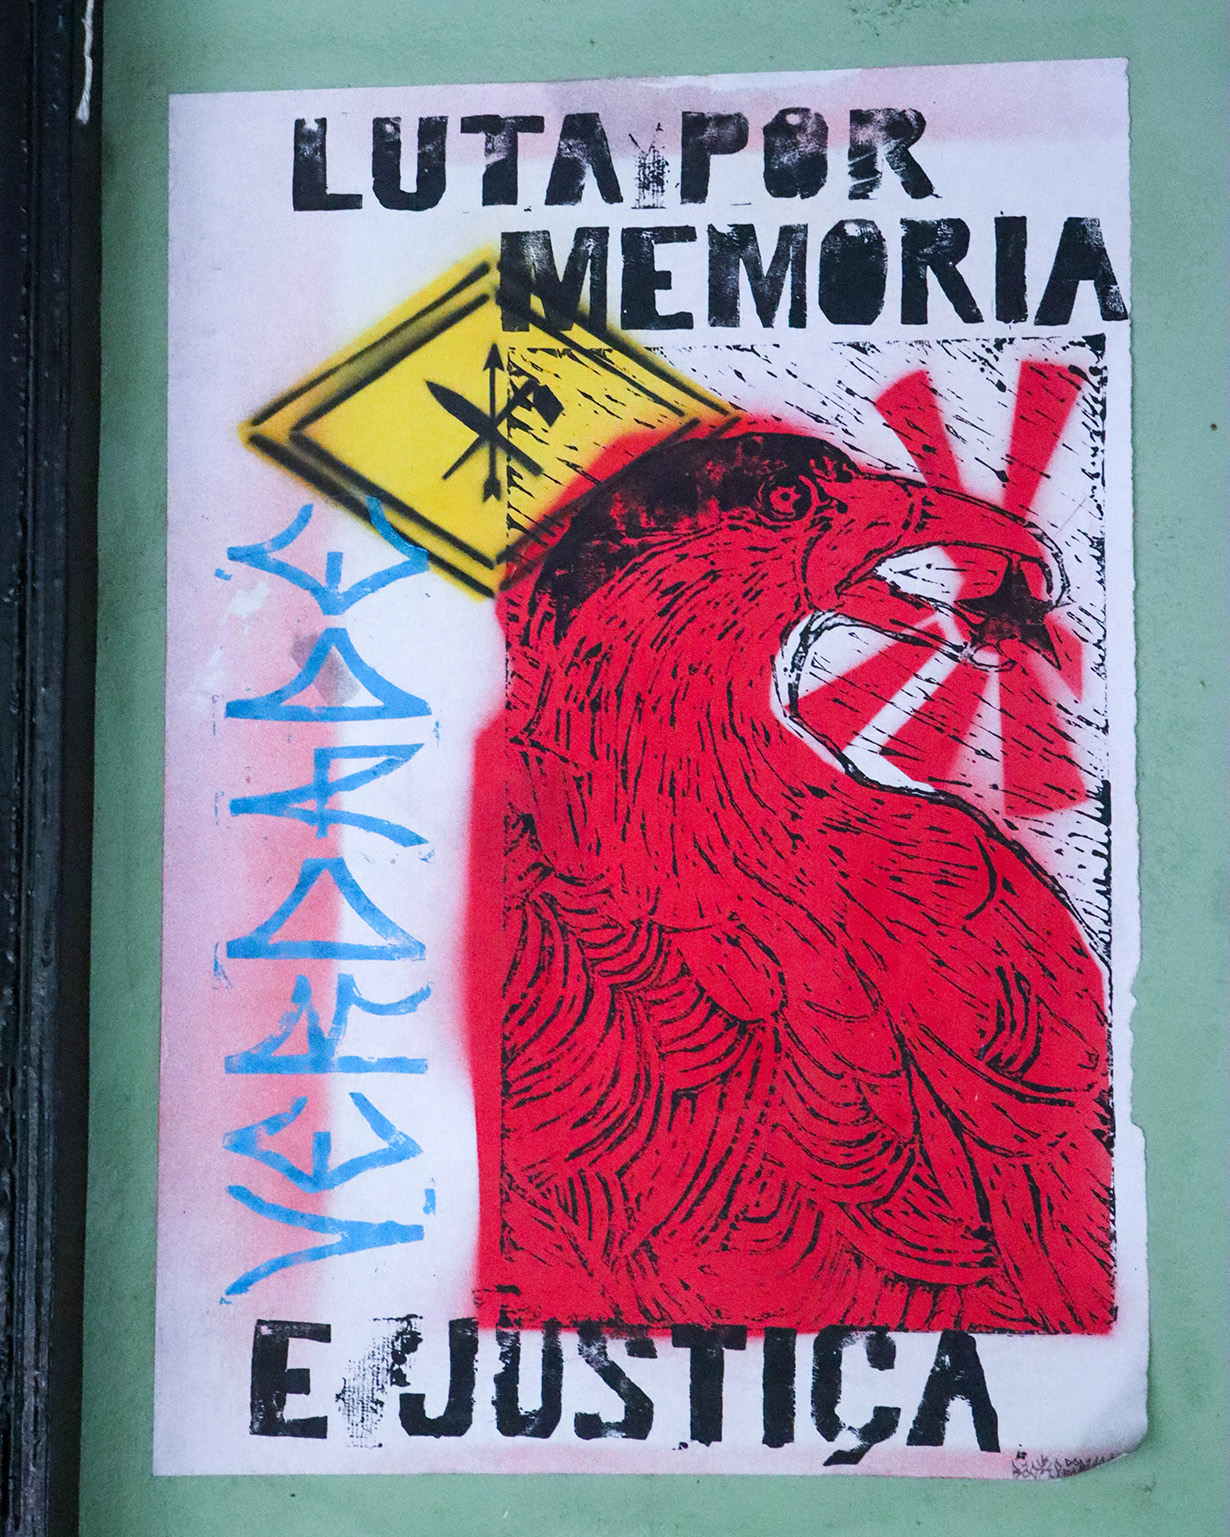 LUTA POR
MEMORIA
VERDADE
E JUSTIÇA